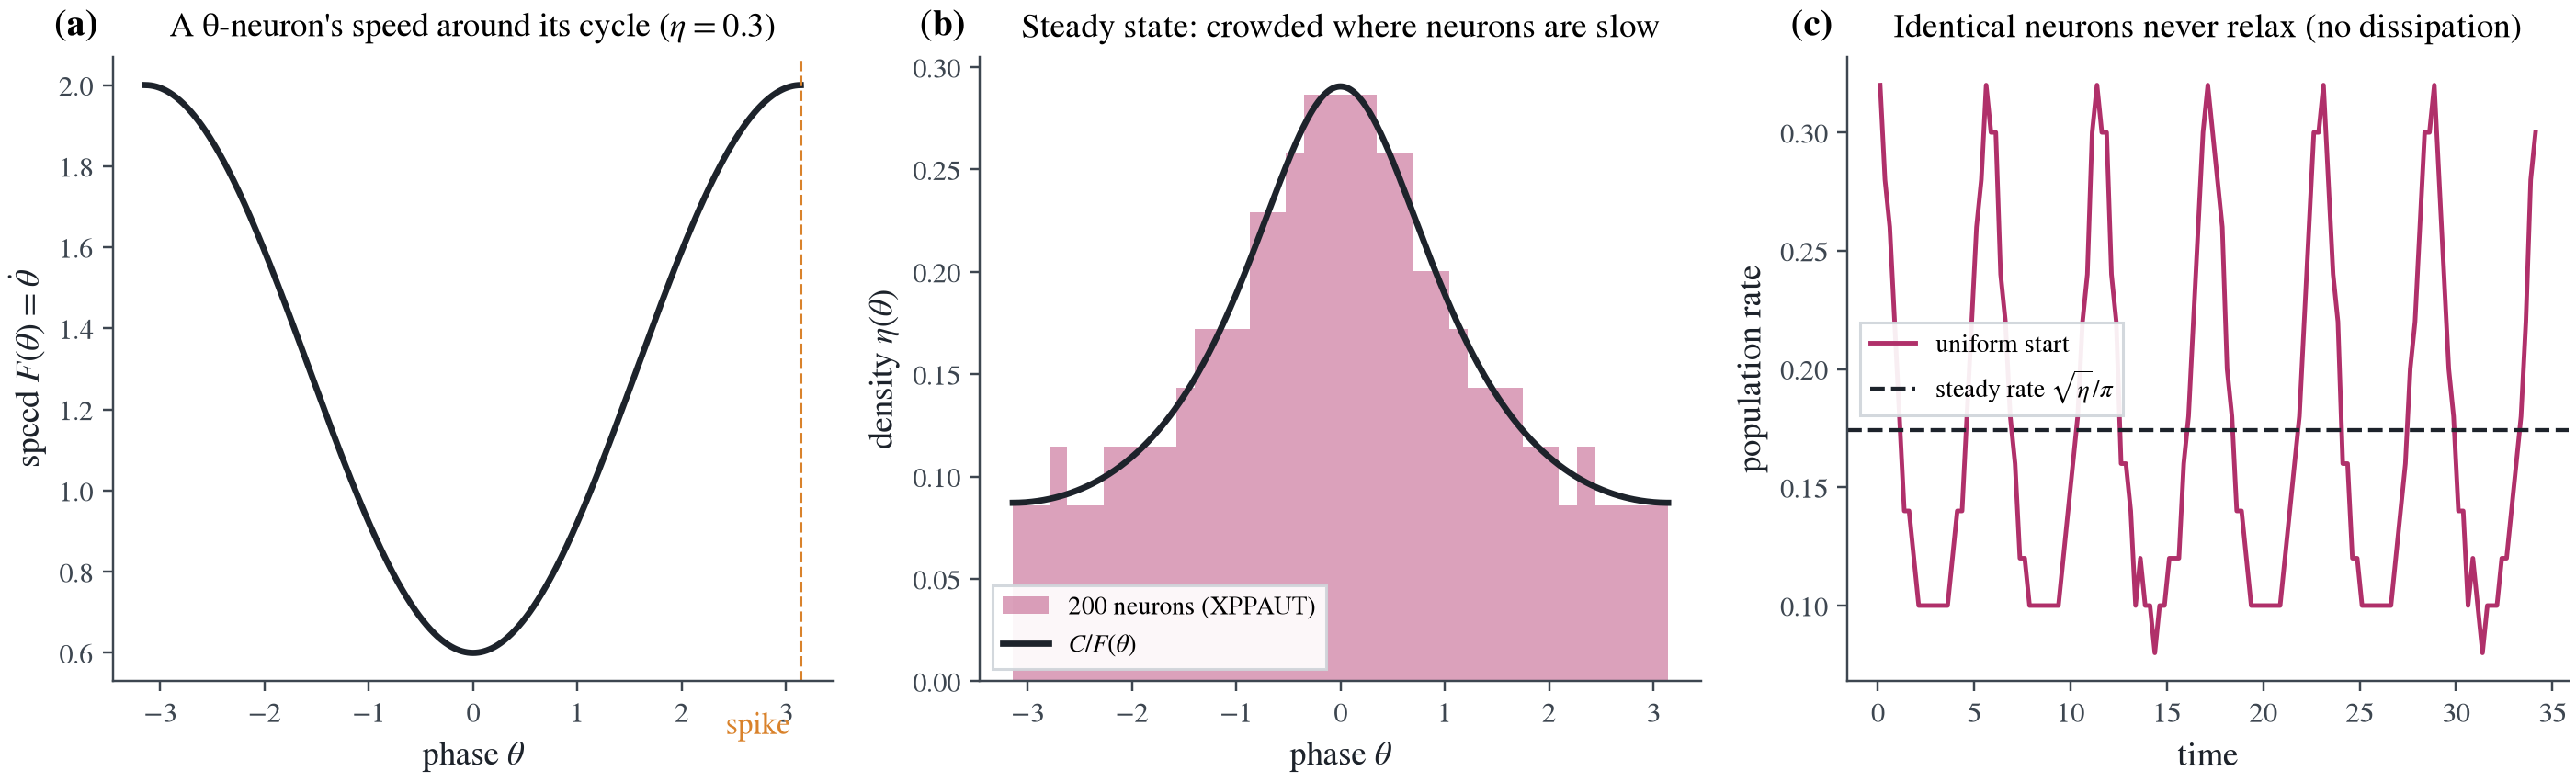 (a) A θ-neuron's speed around its cycle (η = 0.3)
speed F(θ) = θ̇
2.0
1.8
1.6
1.4
1.2
1.0
0.8
0.6
−3 −2 −1 0 1 2 3
spike
phase θ
(b) Steady state: crowded where neurons are slow
density η(θ)
0.30
0.25
0.20
0.15
0.10
0.05
0.00
200 neurons (XPPAUT)
C/F(θ)
−3 −2 −1 0 1 2 3
phase θ
(c) Identical neurons never relax (no dissipation)
population rate
0.30
0.25
0.20
0.15
0.10
uniform start
steady rate √η/π
0 5 10 15 20 25 30 35
time